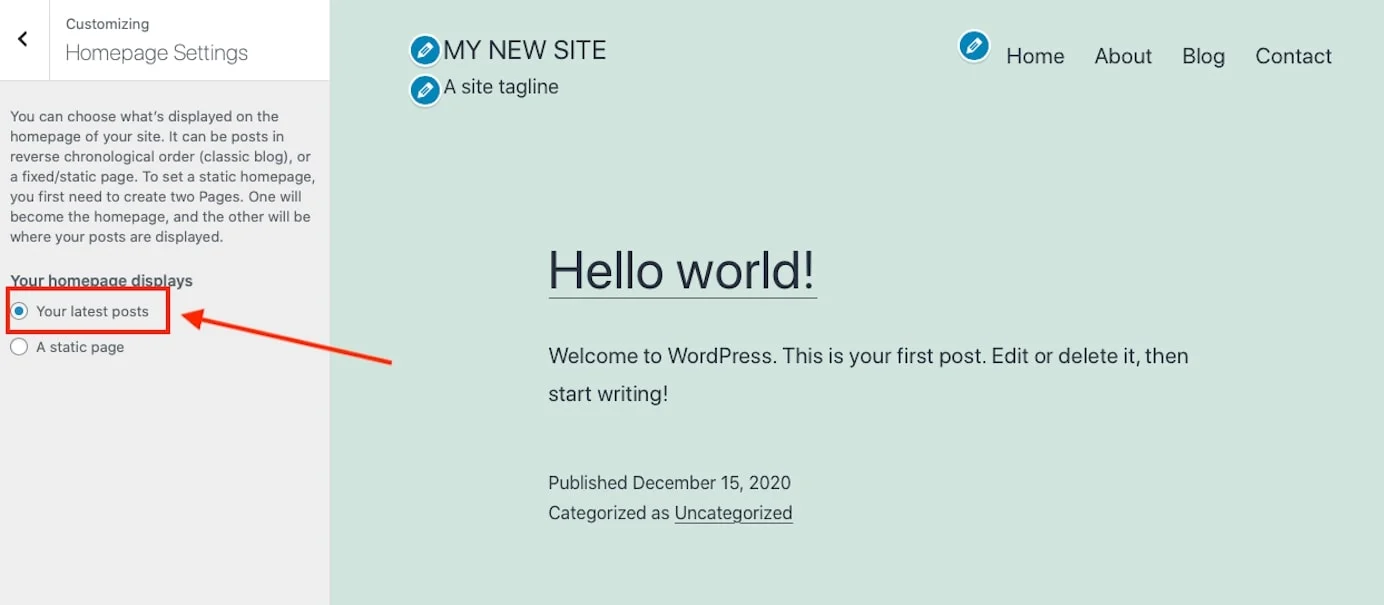 Customizing
Homepage Settings
You can choose what's displayed on the
homepage of your site. It can be posts in
reverse chronological order (classic blog), or
a fixed/static page. To set a static homepage,
you first need to create two Pages. One will
become the homepage, and the other will be
where your posts are displayed.
Your homepage displays
Your latest posts
A static page
MY NEW SITE
A site tagline
Home About Blog Contact
Hello world!
Welcome to WordPress. This is your first post. Edit or delete it, then
start writing!
Published December 15, 2020
Categorized as Uncategorized